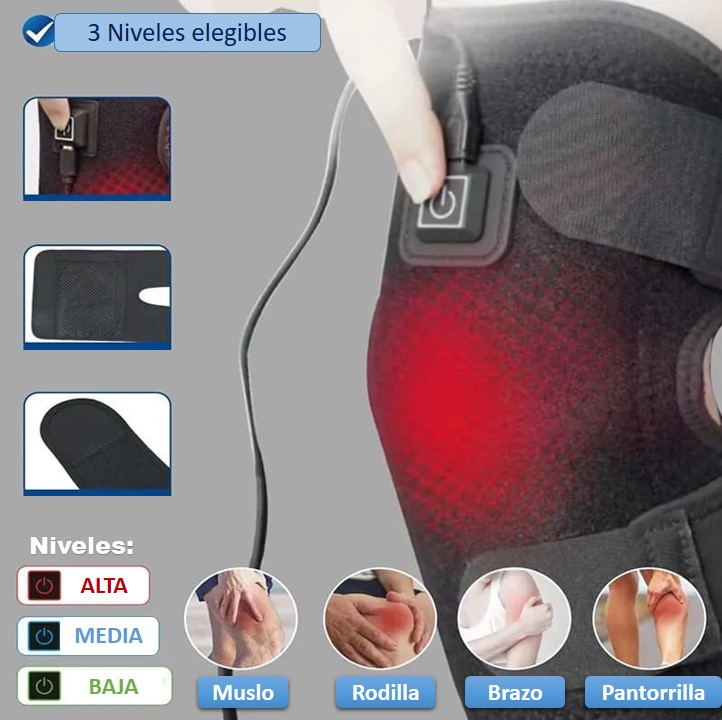 3 Niveles elegibles
Niveles:
ALTA
MEDIA
BAJA
Muslo
Rodilla
Brazo
Pantorrilla